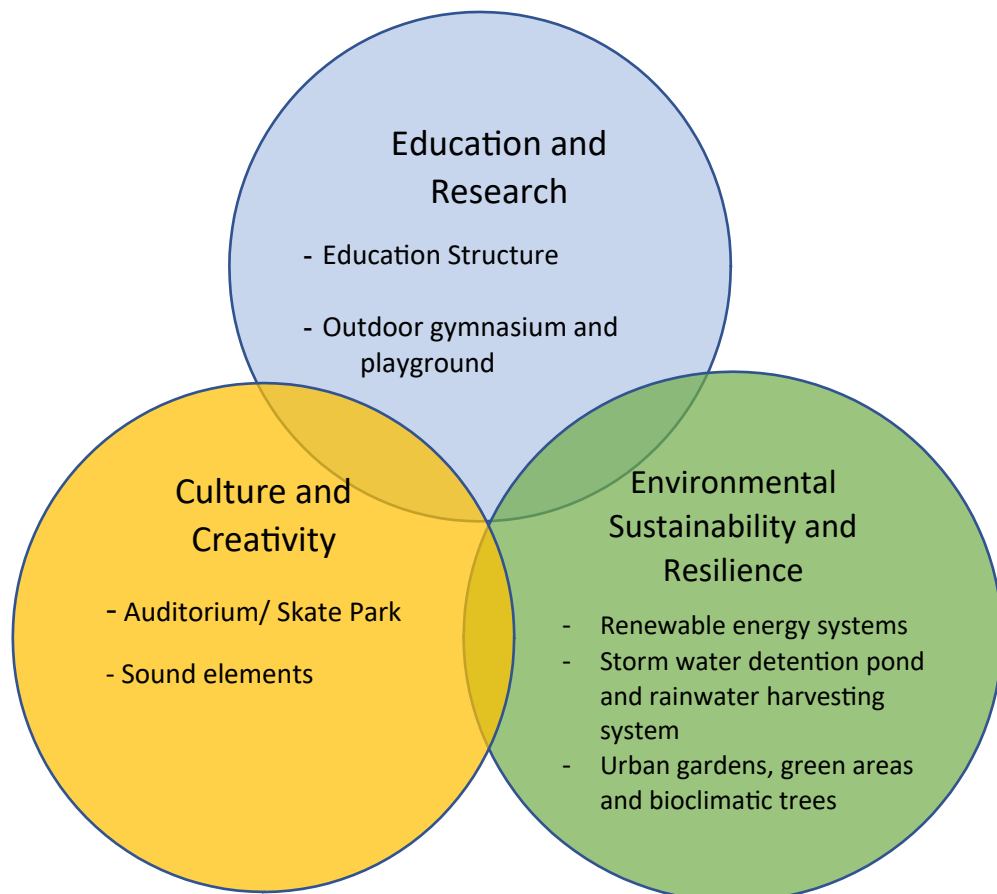 Education and
Research
- Education Structure
- Outdoor gymnasium and
playground
Culture and
Creativity
- Auditorium/ Skate Park
- Sound elements
Environmental
Sustainability and
Resilience
- Renewable energy systems
- Storm water detention pond
and rainwater harvesting
system
- Urban gardens, green areas
and bioclimatic trees